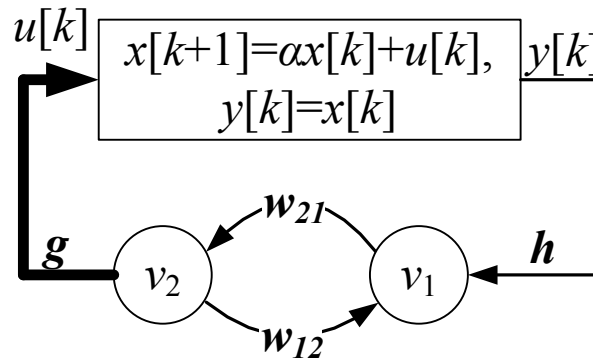 u[k]
x[k+1]=αx[k]+u[k],
y[k]
y[k]=x[k]
w21
g
v2
v1
h
w12